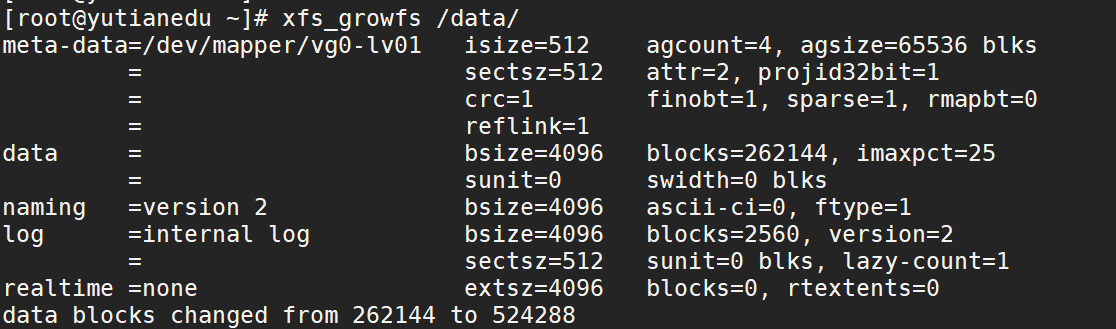 [root@yutianedu ~]# xfs_growfs /data/
meta-data=/dev/mapper/vg0-lv01   isize=512    agcount=4, agsize=65536 blks
         =                       sectsz=512   attr=2, projid32bit=1
         =                       crc=1        finobt=1, sparse=1, rmapbt=0
         =                       reflink=1
data     =                       bsize=4096   blocks=262144, imaxpct=25
         =                       sunit=0      swidth=0 blks
naming   =version 2              bsize=4096   ascii-ci=0, ftype=1
log      =internal log           bsize=4096   blocks=2560, version=2
         =                       sectsz=512   sunit=0 blks, lazy-count=1
realtime =none                   extsz=4096   blocks=0, rtextents=0
data blocks changed from 262144 to 524288